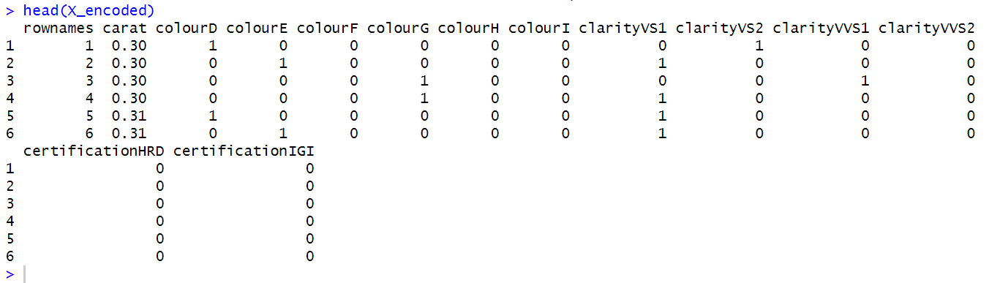 > head(X_encoded)
  rownames carat colourD colourE colourF colourG colourH colourI clarityVS1 clarityVS2 clarityVVS1 clarityVVS2
1        1  0.30       1       0       0       0       0       0          0          1           0           0
2        2  0.30       0       1       0       0       0       0          1          0           0           0
3        3  0.30       0       0       0       1       0       0          0          0           1           0
4        4  0.30       0       0       0       1       0       0          1          0           0           0
5        5  0.31       1       0       0       0       0       0          1          0           0           0
6        6  0.31       0       1       0       0       0       0          1          0           0           0
  certificationHRD certificationIGI
1                0                0
2                0                0
3                0                0
4                0                0
5                0                0
6                0                0
>